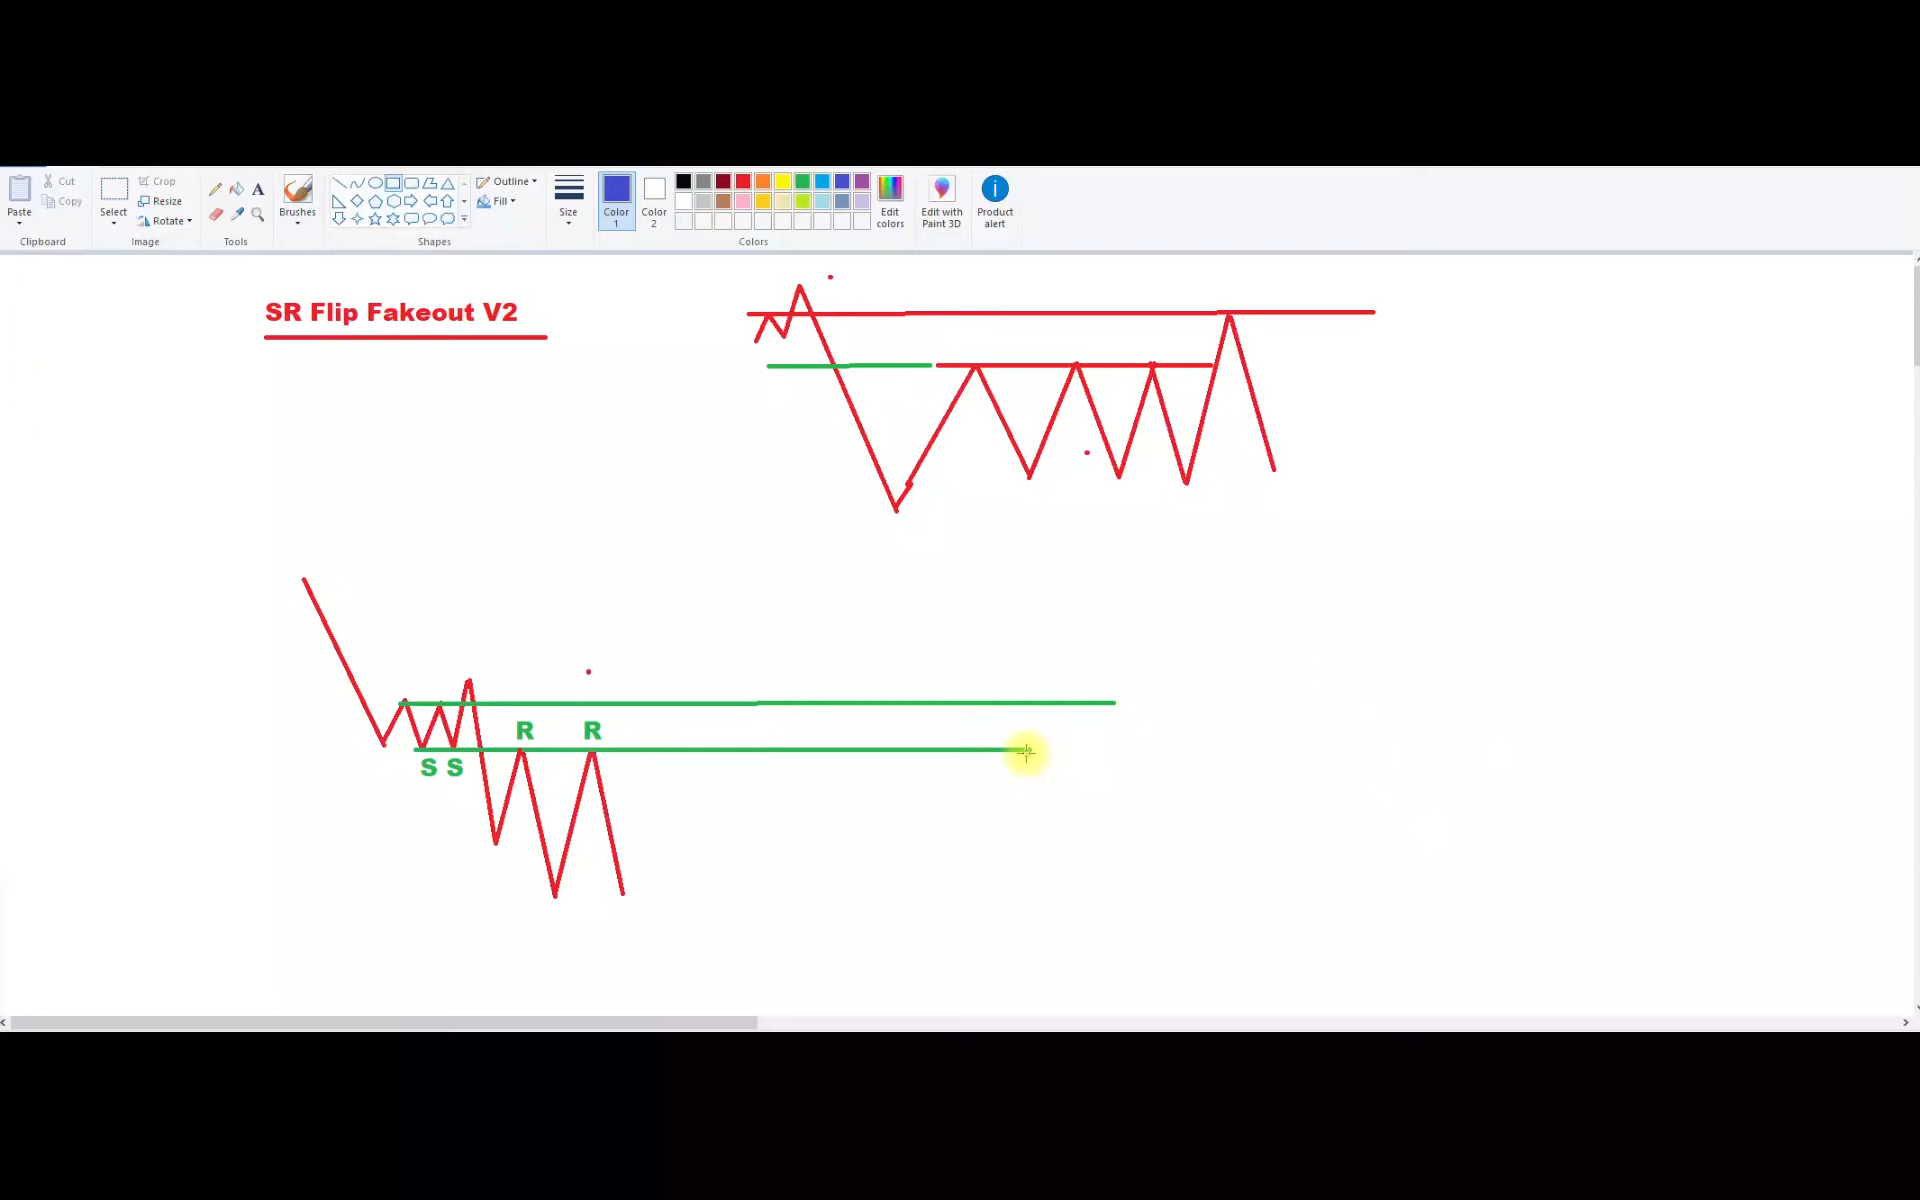 Paste
Cut
Copy
Clipboard
Select
Crop
Resize
Rotate
Image
Tools
A
Brushes
Shapes
Outline
Fill
Size
Color
1
Color
2
Colors
Edit
colors
Edit with
Paint 3D
Product
alert
SR Flip Fakeout V2
R R
S S